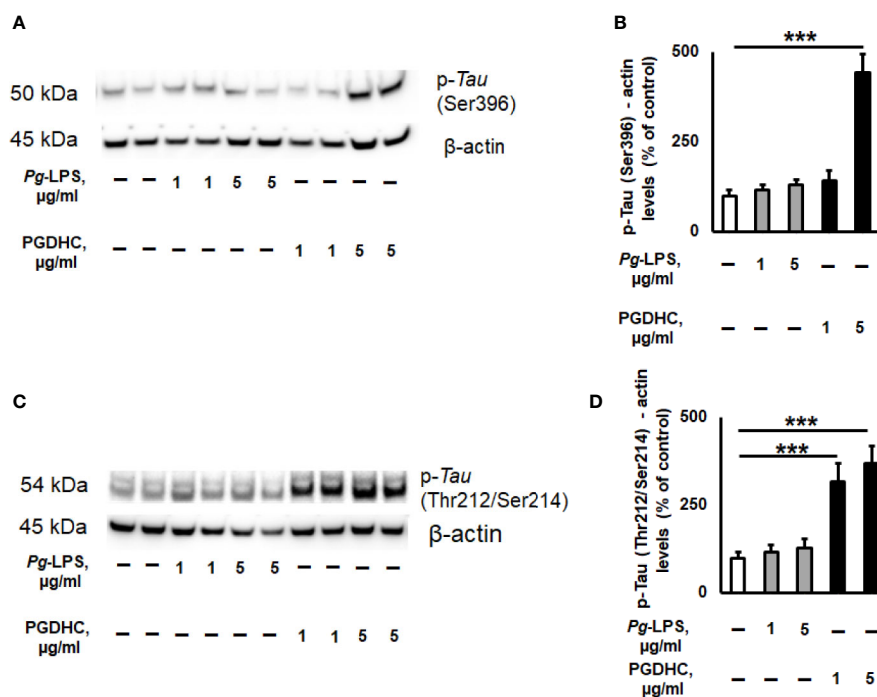 A
50 kDa
p-Tau
(Ser396)
45 kDa
β-actin
Pg-LPS,
µg/ml
– – 1 1 5 5 – – – –
PGDHC,
µg/ml
– – – – – – 1 1 5 5
B
p-Tau (Ser396) - actin
levels (% of control)
500
250
0
***
Pg-LPS,
µg/ml
– 1 5 – –
PGDHC,
µg/ml
– – – 1 5
C
54 kDa
p-Tau
(Thr212/Ser214)
45 kDa
β-actin
Pg-LPS,
µg/ml
– – 1 1 5 5 – – – –
PGDHC,
µg/ml
– – – – – – 1 1 5 5
D
p-Tau (Thr212/Ser214) - actin
levels (% of control)
500
250
0
***
***
Pg-LPS,
µg/ml
– 1 5 – –
PGDHC,
µg/ml
– – – 1 5